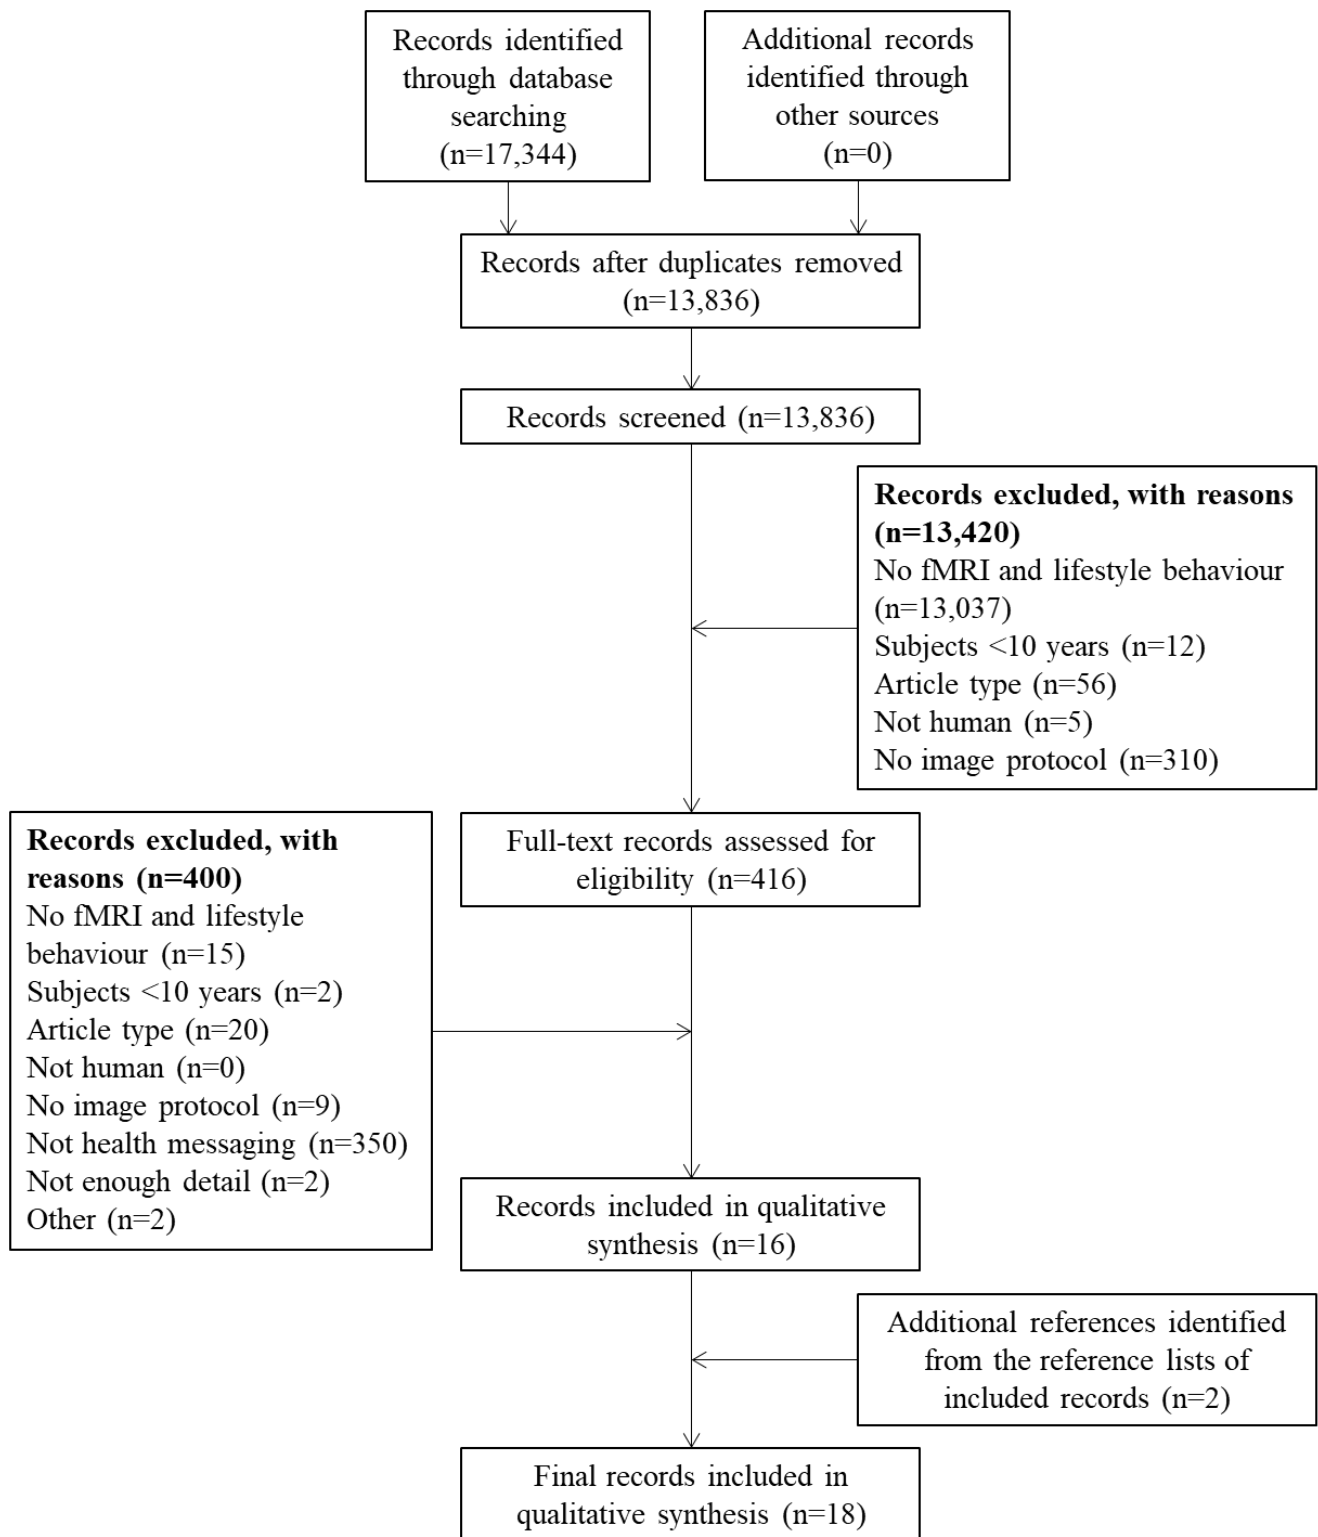 Records identified
through database
searching
(n=17,344)
Additional records
identified through
other sources
(n=0)
Records after duplicates removed
(n=13,836)
Records screened (n=13,836)
Records excluded, with reasons
(n=13,420)
No fMRI and lifestyle behaviour
(n=13,037)
Subjects <10 years (n=12)
Article type (n=56)
Not human (n=5)
No image protocol (n=310)
Full-text records assessed for
eligibility (n=416)
Records excluded, with
reasons (n=400)
No fMRI and lifestyle
behaviour (n=15)
Subjects <10 years (n=2)
Article type (n=20)
Not human (n=0)
No image protocol (n=9)
Not health messaging (n=350)
Not enough detail (n=2)
Other (n=2)
Records included in qualitative
synthesis (n=16)
Additional references identified
from the reference lists of
included records (n=2)
Final records included in
qualitative synthesis (n=18)